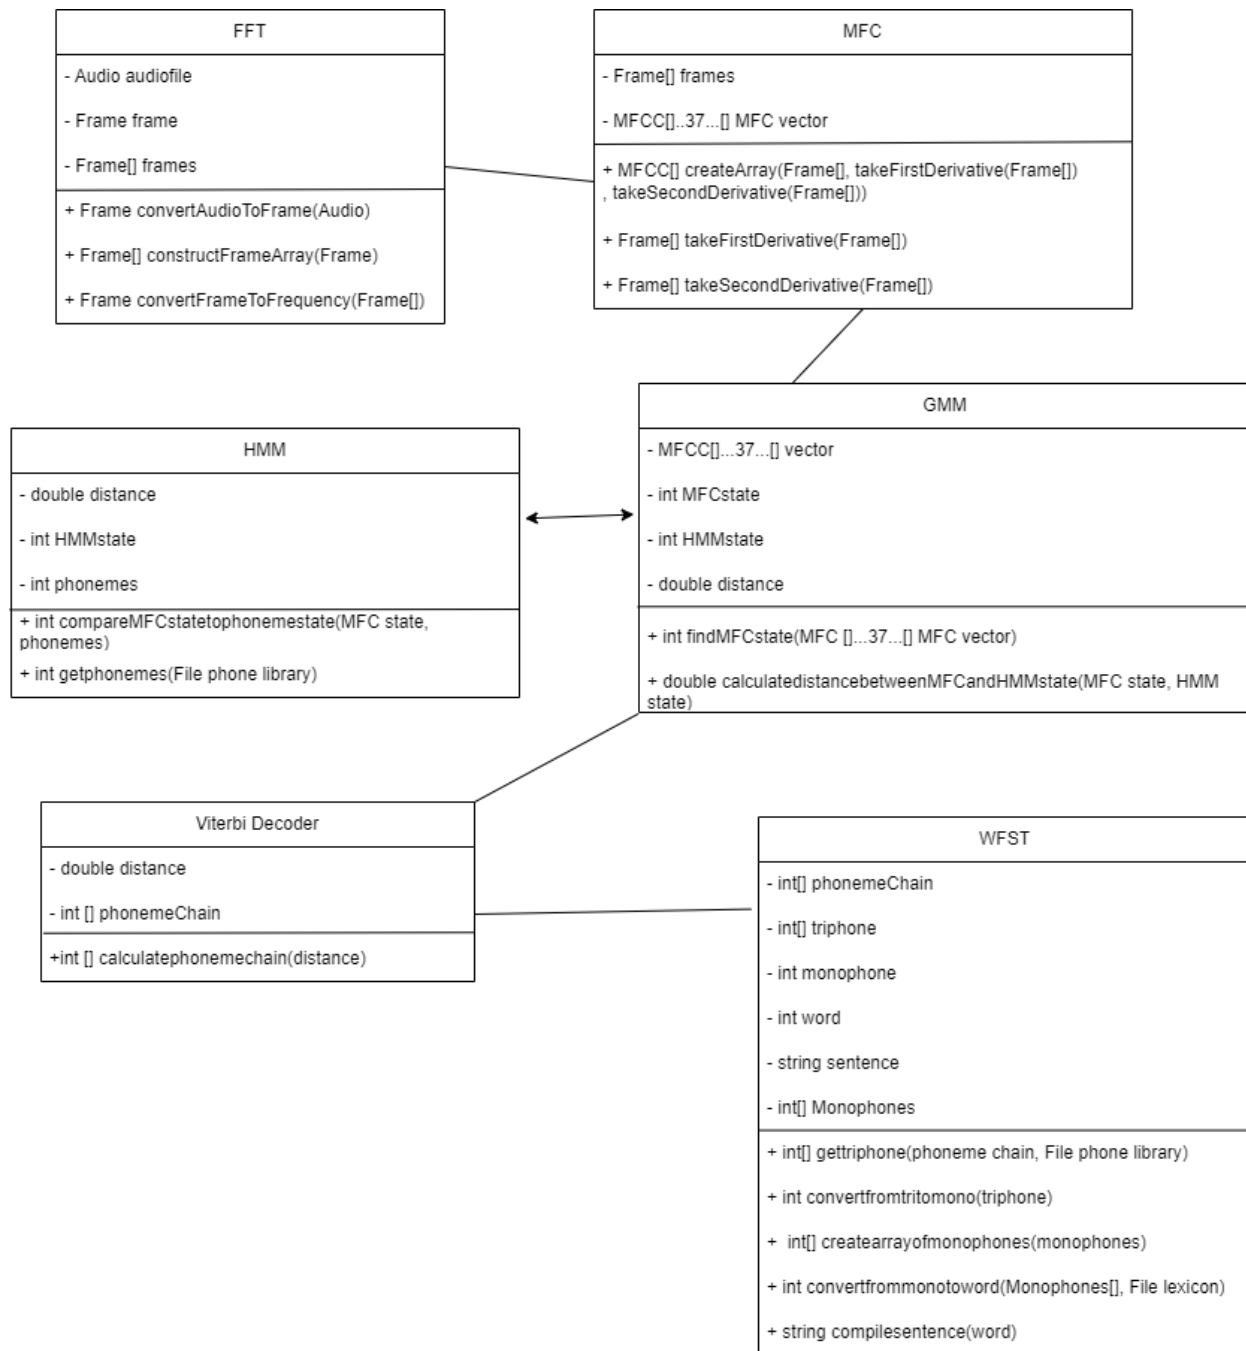 FFT
- Audio audiofile
- Frame frame
- Frame[] frames
+ Frame convertAudioToFrame(Audio)
+ Frame[] constructFrameArray(Frame)
+ Frame convertFrameToFrequency(Frame[])
MFC
- Frame[] frames
- MFCC[]..37...[] MFC vector
+ MFCC[] createArray(Frame[], takeFirstDerivative(Frame[])
, takeSecondDerivative(Frame[]))
+ Frame[] takeFirstDerivative(Frame[])
+ Frame[] takeSecondDerivative(Frame[])
HMM
- double distance
- int HMMstate
- int phonemes
+ int compareMFCstatetophonemestate(MFC state,
phonemes)
+ int getphonemes(File phone library)
GMM
- MFCC[]...37...[] vector
- int MFCstate
- int HMMstate
- double distance
+ int findMFCstate(MFC []...37...[] MFC vector)
+ double calculatedistancebetweenMFCandHMMstate(MFC state, HMM
state)
Viterbi Decoder
- double distance
- int [] phonemeChain
+int [] calculatephonemechain(distance)
WFST
- int[] phonemeChain
- int[] triphone
- int monophone
- int word
- string sentence
- int[] Monophones
+ int[] gettriphone(phoneme chain, File phone library)
+ int convertfromtritomono(triphone)
+ int[] createarrayofmonophones(monophones)
+ int convertfrommonotoword(Monophones[], File lexicon)
+ string compilesentence(word)